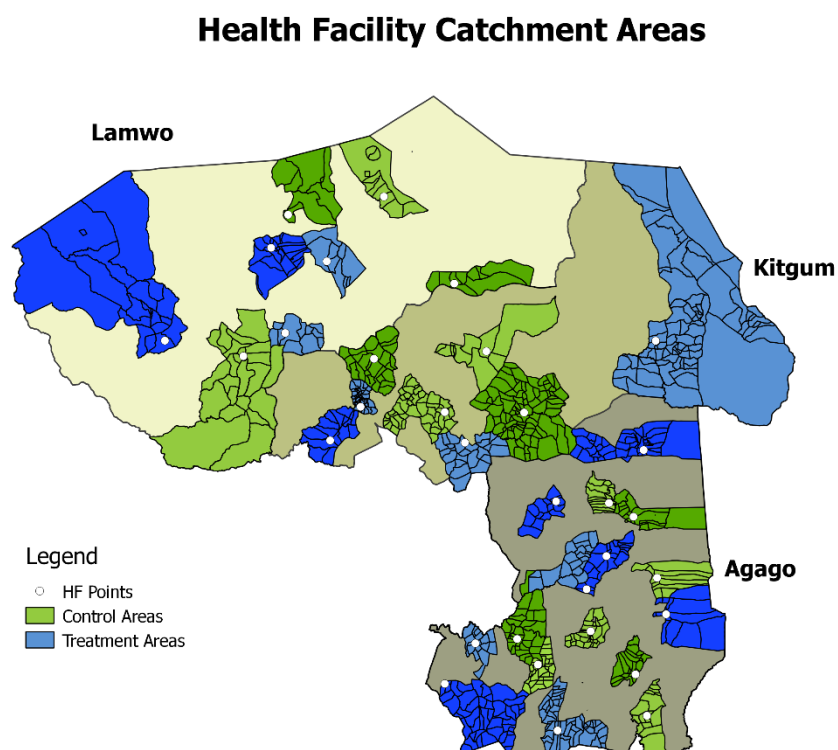 Health Facility Catchment Areas
Lamwo
Kitgum
Agago
Legend
HF Points
Control Areas
Treatment Areas